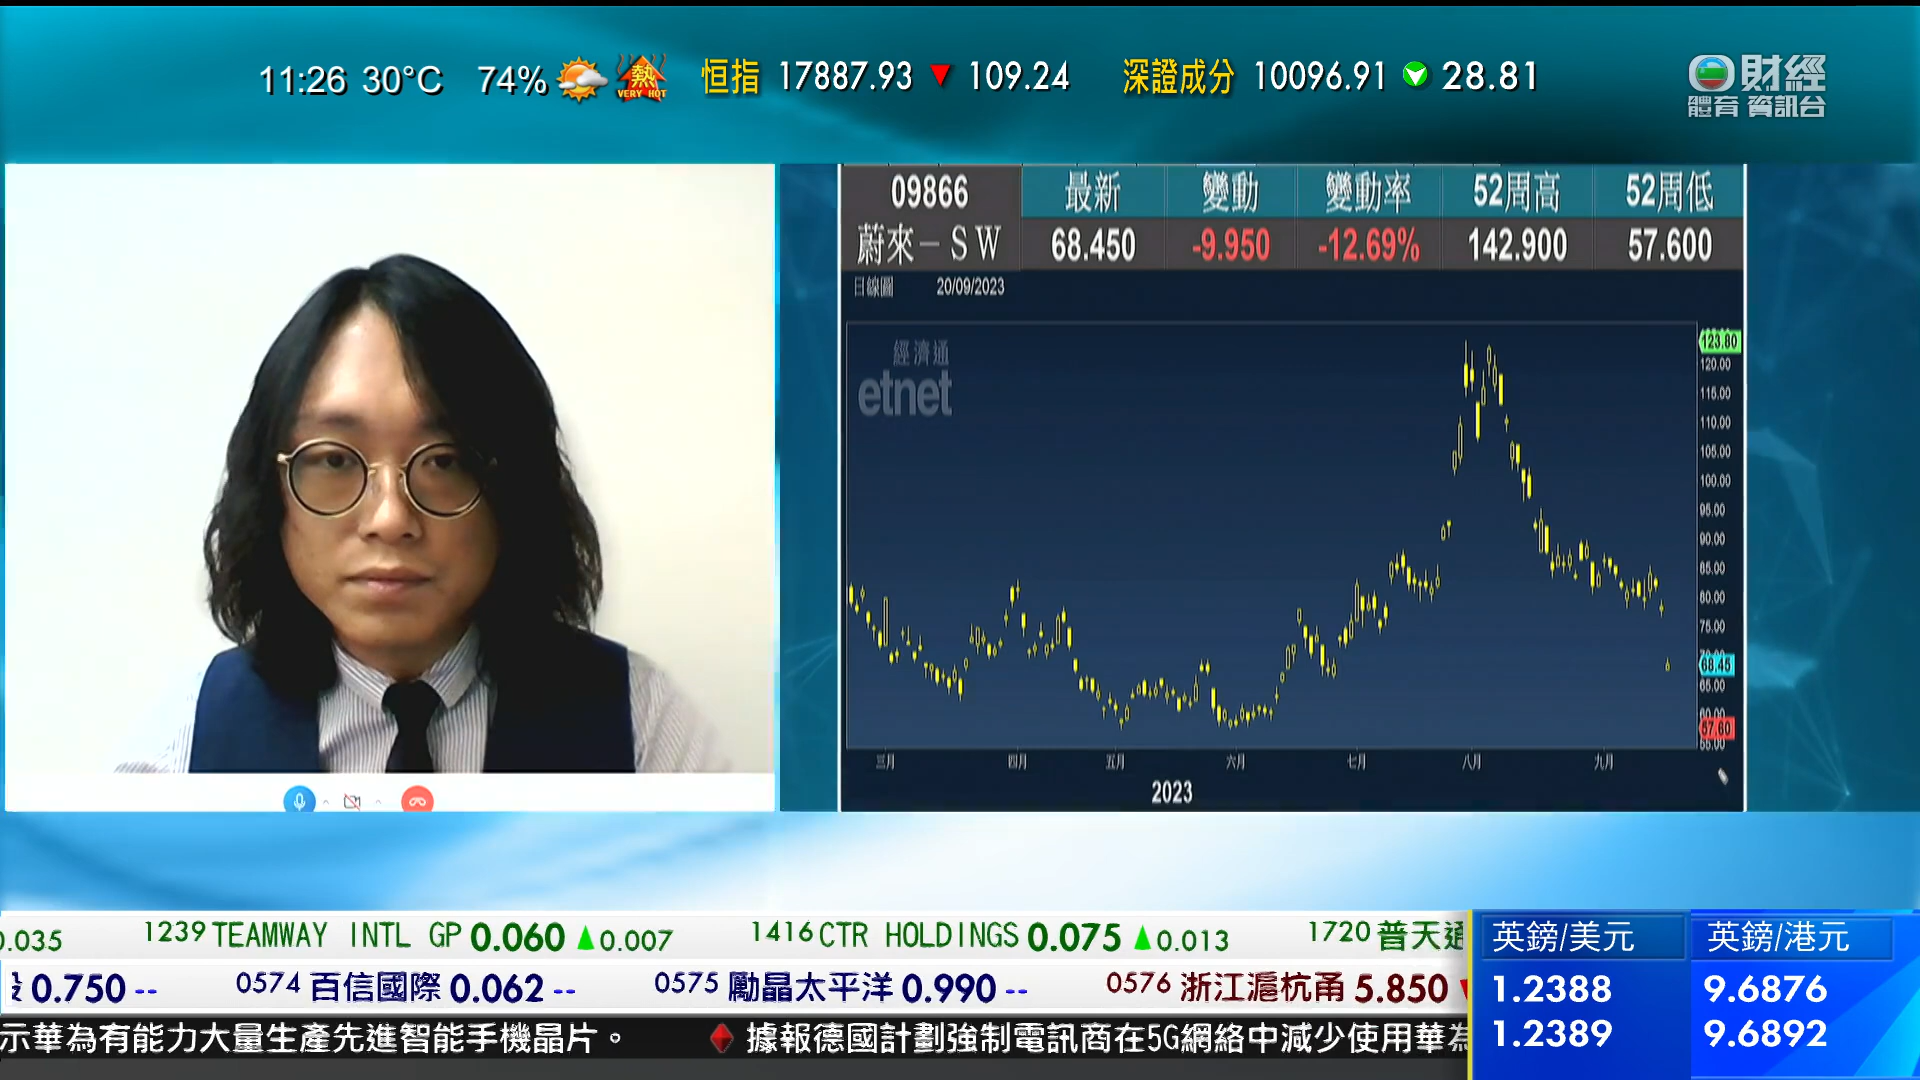 11:26 30°C 74% 熱 VERY HOT 恒指 17887.93 ▼ 109.24 深證成分 10096.91 28.81
財經
體育 資訊台
09866 最新 變動 變動率 52周高 52周低
蔚來－ＳＷ 68.450 -9.950 -12.69% 142.900 57.600
日線圖 20/09/2023
經濟通
etnet
123.80
120.00
115.00
110.00
105.00
100.00
95.00
90.00
85.00
80.00
75.00
68.45
65.00
60.00
57.60
55.00
三月 四月 五月 六月 七月 八月 九月
2023
0.035 1239 TEAMWAY INTL GP 0.060 ▲0.007 1416 CTR HOLDINGS 0.075 ▲0.013 1720 普天
0.750 -- 0574 百信國際 0.062 -- 0575 勵晶太平洋 0.990 -- 0576 浙江滬杭甬 5.850
示華為有能力大量生產先進智能手機晶片。 據報德國計劃強制電訊商在5G網絡中減少使用華為
英鎊/美元 英鎊/港元
1.2388 9.6876
1.2389 9.6892